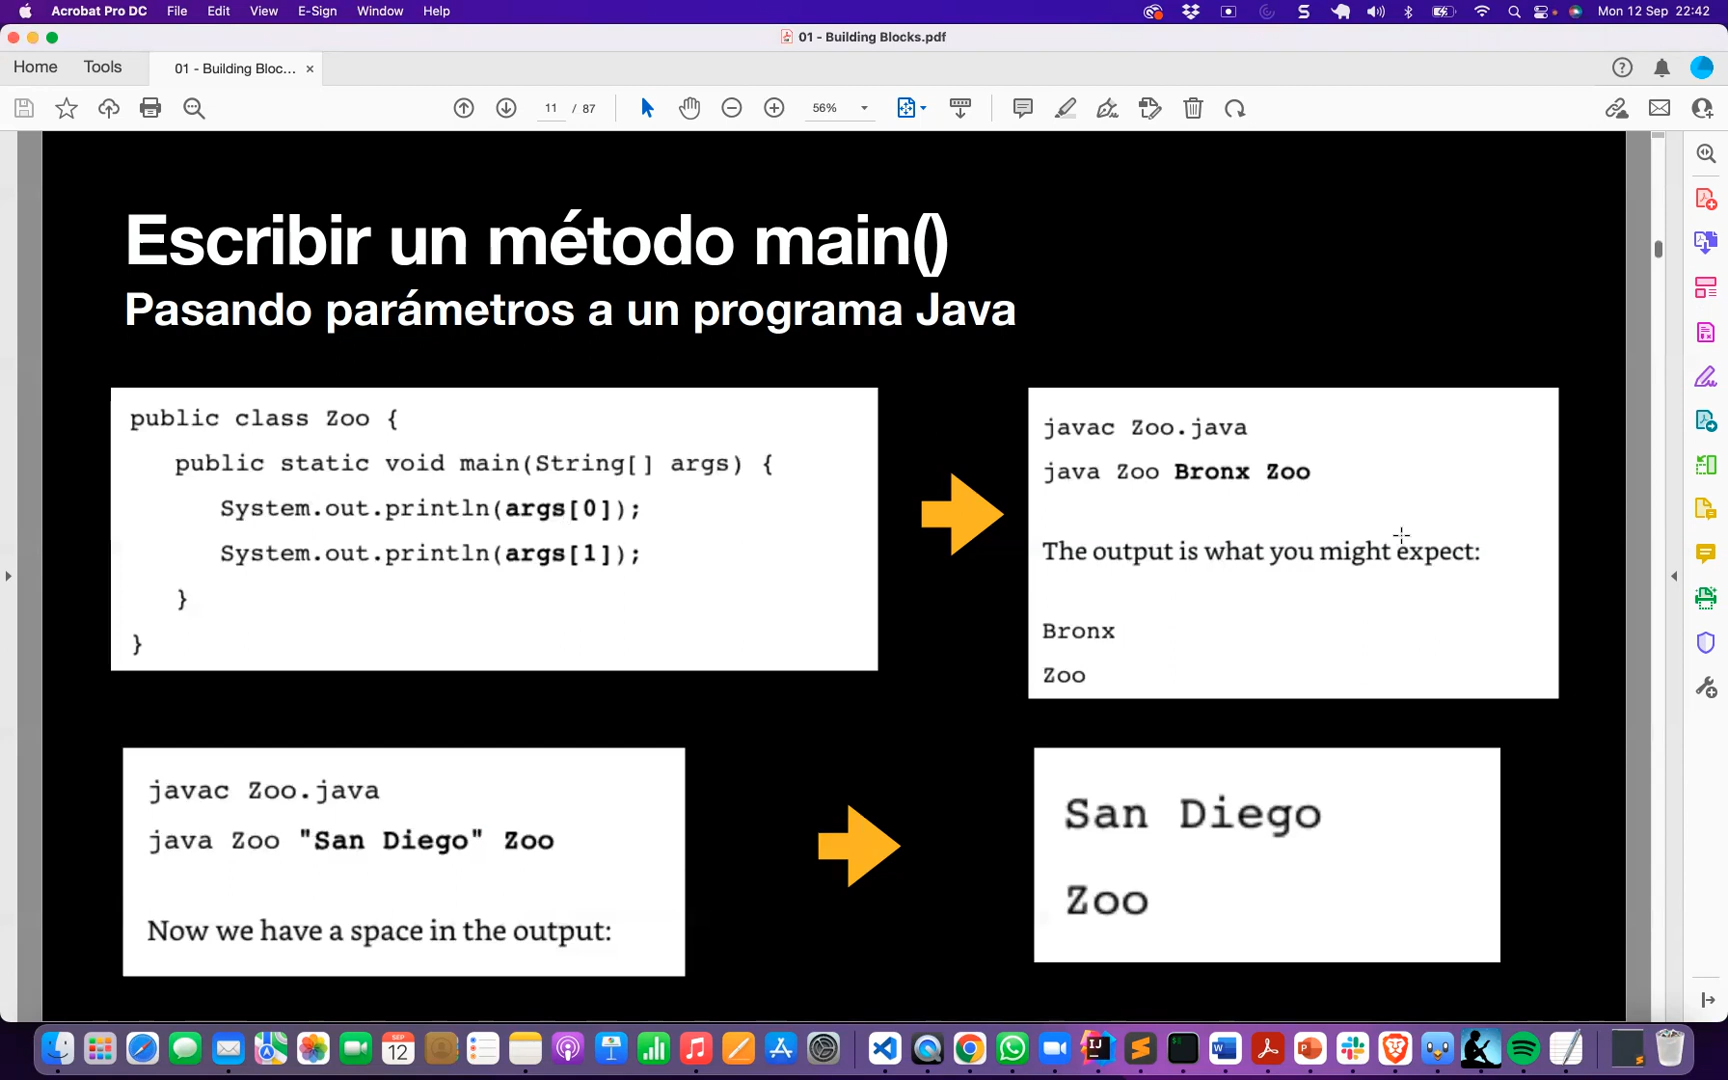 Acrobat Pro DC File Edit View E-Sign Window Help Mon 12 Sep 22:42
01 - Building Blocks.pdf
Home Tools 01 - Building Bloc... ×
11 / 87 56%
Escribir un método main()
Pasando parámetros a un programa Java
public class Zoo {
public static void main(String[] args) {
System.out.println(args[0]);
System.out.println(args[1]);
}
}
javac Zoo.java
java Zoo Bronx Zoo
The output is what you might expect:
Bronx
Zoo
javac Zoo.java
java Zoo "San Diego" Zoo
Now we have a space in the output:
San Diego
Zoo
SEP
12